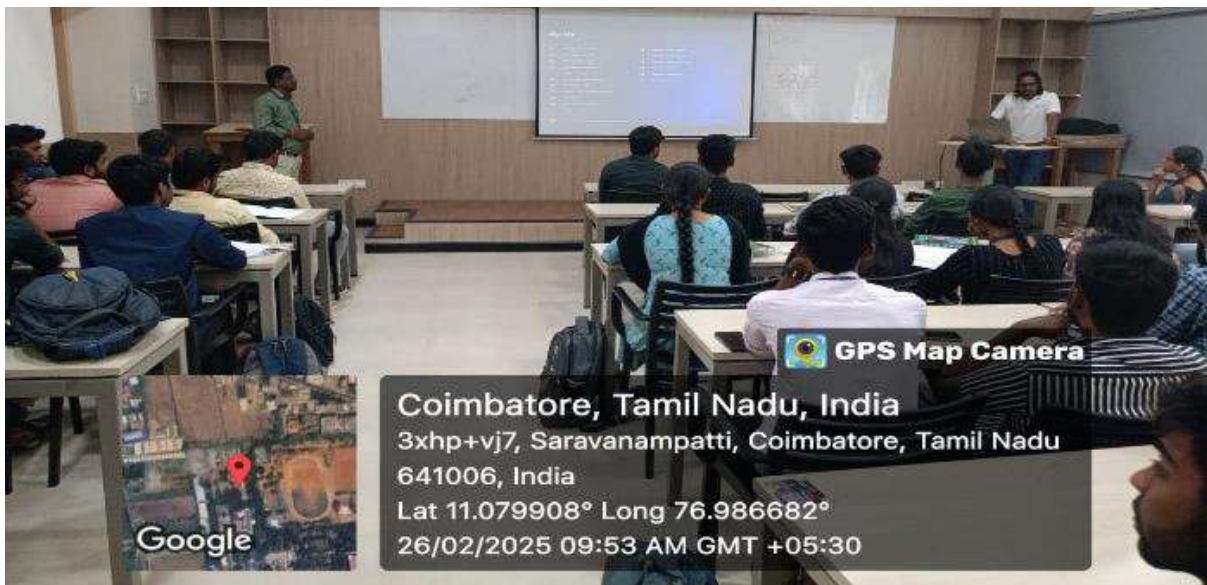 GPS Map Camera
Coimbatore, Tamil Nadu, India
3xhp+vj7, Saravanampatti, Coimbatore, Tamil Nadu
641006, India
Lat 11.079908° Long 76.986682°
26/02/2025 09:53 AM GMT +05:30
Google